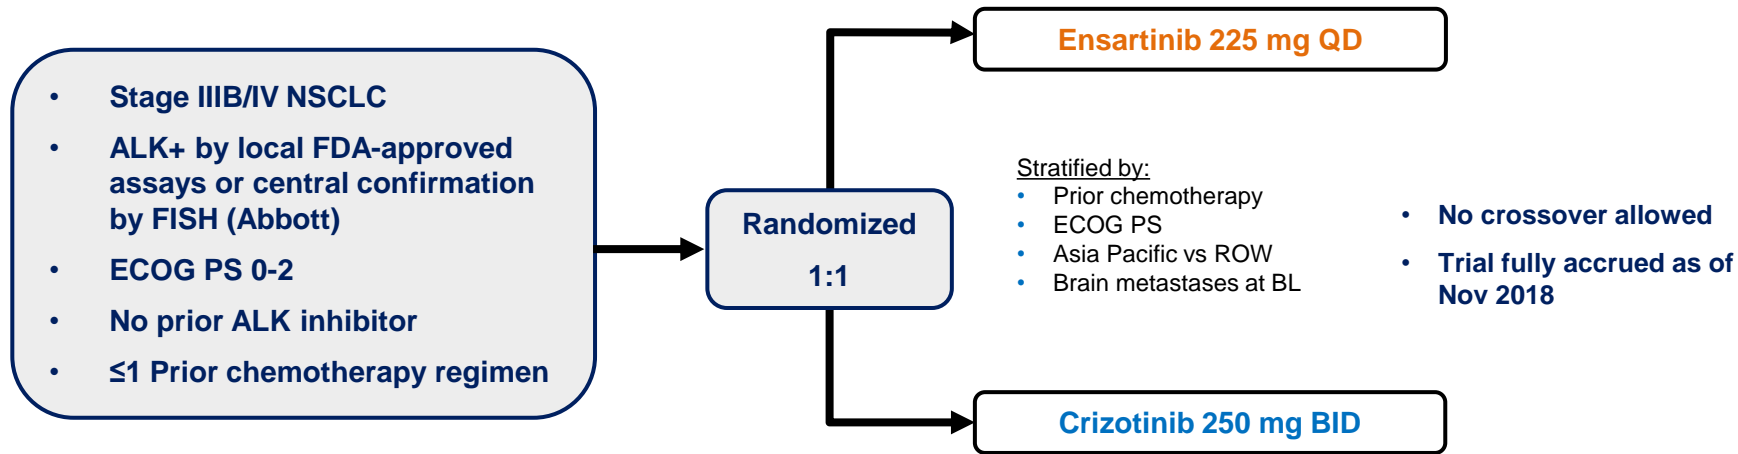 • Stage IIIB/IV NSCLC
• ALK+ by local FDA-approved
assays or central confirmation
by FISH (Abbott)
• ECOG PS 0-2
• No prior ALK inhibitor
• ≤1 Prior chemotherapy regimen
Randomized
1:1
Ensartinib 225 mg QD
Stratified by:
• Prior chemotherapy
• ECOG PS
• Asia Pacific vs ROW
• Brain metastases at BL
Crizotinib 250 mg BID
• No crossover allowed
• Trial fully accrued as of
Nov 2018